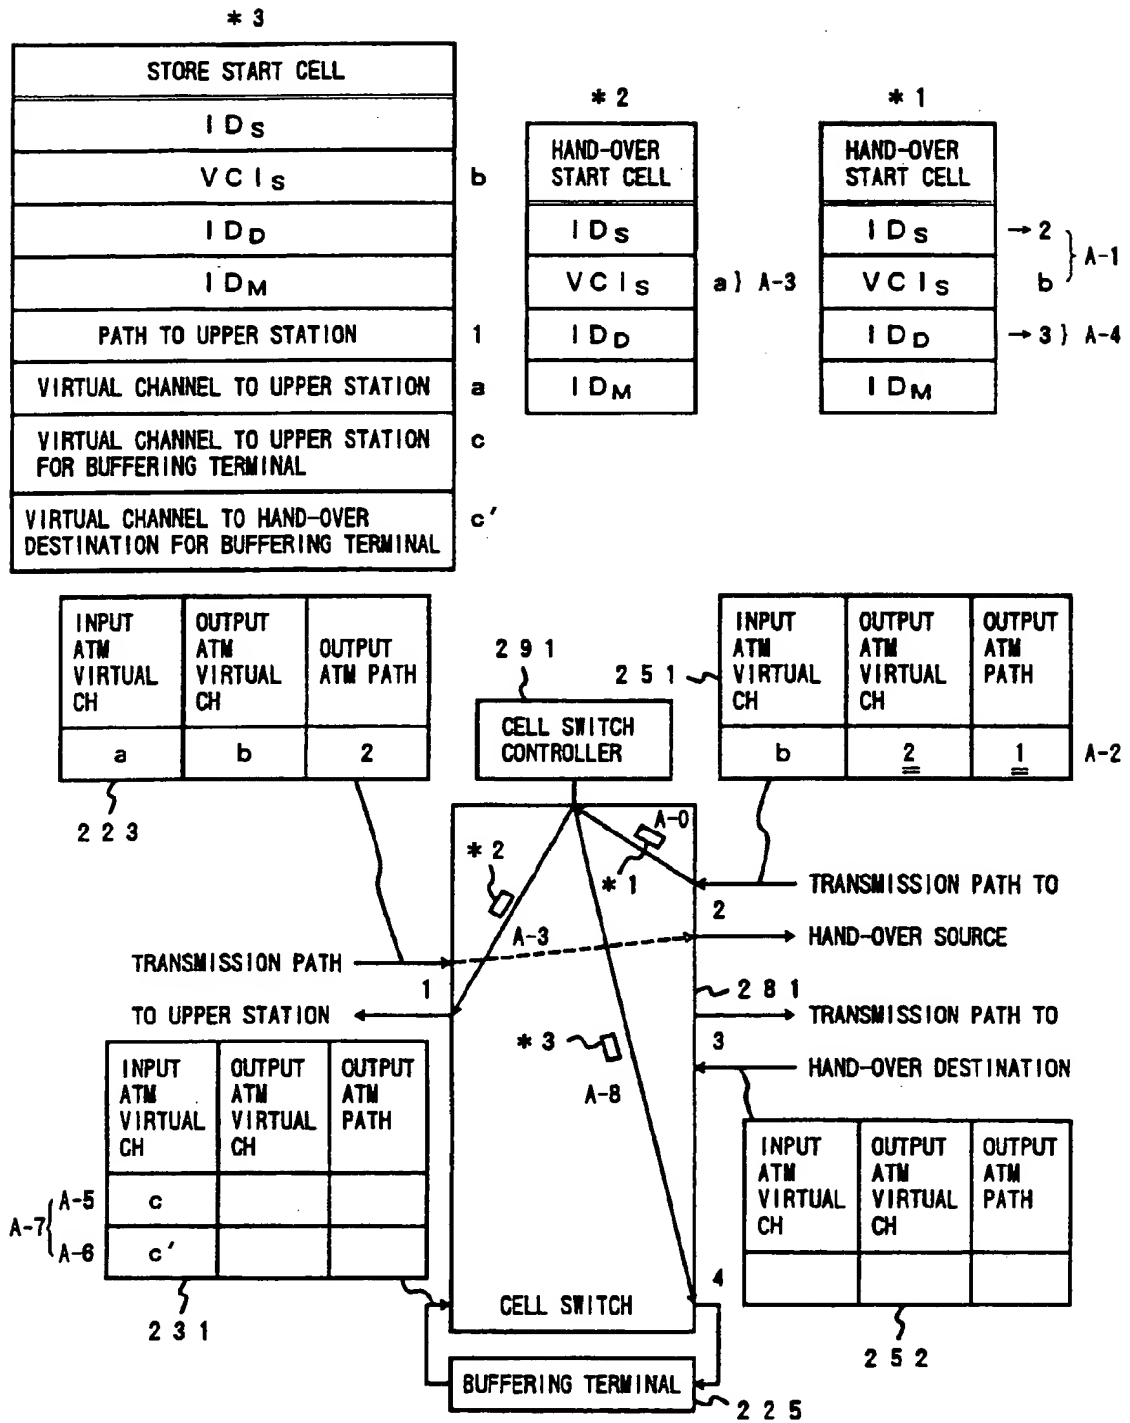 *3
STORE START CELL
IDS
VCIS b
IDD
IDM
PATH TO UPPER STATION 1
VIRTUAL CHANNEL TO UPPER STATION a
VIRTUAL CHANNEL TO UPPER STATION
FOR BUFFERING TERMINAL c
VIRTUAL CHANNEL TO HAND-OVER
DESTINATION FOR BUFFERING TERMINAL c'
*2
HAND-OVER
START CELL
IDS
VCIS a} A-3
IDD
IDM
*1
HAND-OVER
START CELL
IDS →2
VCIS b
} A-1
IDD →3} A-4
IDM
INPUT
ATM
VIRTUAL
CH
OUTPUT
ATM
VIRTUAL
CH
OUTPUT
ATM PATH
a b 2
223
291
CELL SWITCH
CONTROLLER
251
INPUT
ATM
VIRTUAL
CH
OUTPUT
ATM
VIRTUAL
CH
OUTPUT
ATM
PATH
b 2 1 A-2
A-0
*2
*1
TRANSMISSION PATH TO
2
A-3
HAND-OVER SOURCE
TRANSMISSION PATH
1
281
TO UPPER STATION
TRANSMISSION PATH TO
*3
3
HAND-OVER DESTINATION
A-8
INPUT
ATM
VIRTUAL
CH
OUTPUT
ATM
VIRTUAL
CH
OUTPUT
ATM
PATH
A-7{
A-5 c
A-6 c'
231
INPUT
ATM
VIRTUAL
CH
OUTPUT
ATM
VIRTUAL
CH
OUTPUT
ATM
PATH
252
4
CELL SWITCH
BUFFERING TERMINAL
225